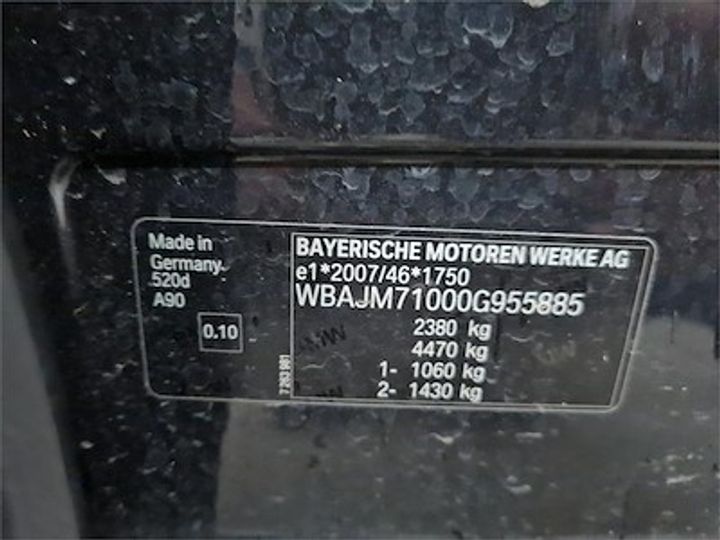 Made in
Germany
520d
A90
0.10
7263981
BAYERISCHE MOTOREN WERKE AG
e1*2007/46*1750
WBAJM71000G955885
2380 kg
4470 kg
1- 1060 kg
2- 1430 kg